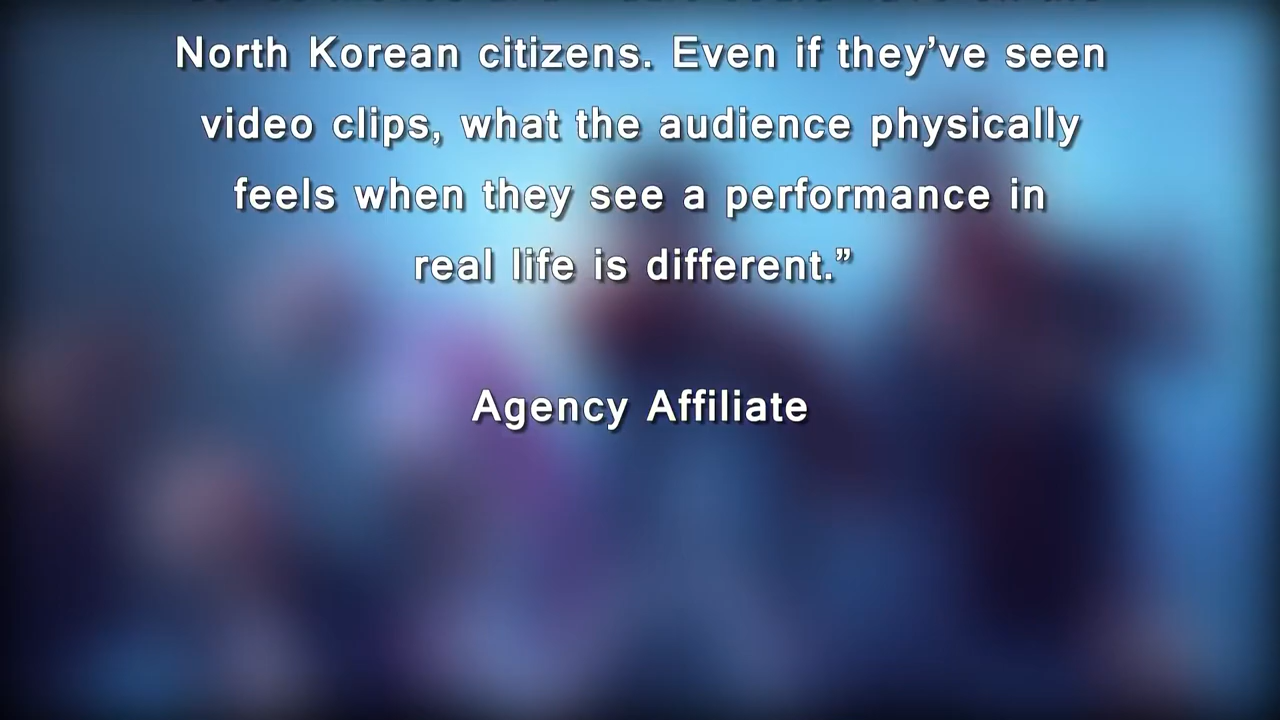 North Korean citizens. Even if they’ve seen
video clips, what the audience physically
feels when they see a performance in
real life is different.”
Agency Affiliate